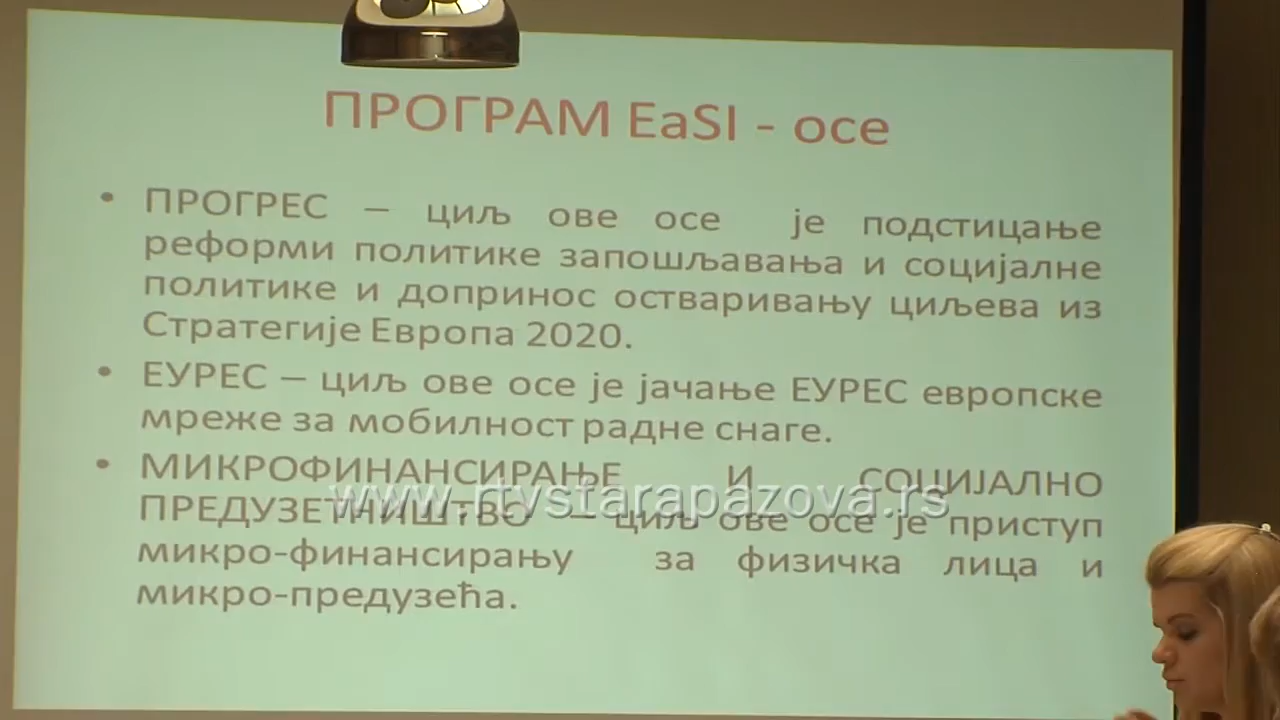 ПРОГРАМ EaSI - осе
• ПРОГРЕС – циљ ове осе је подстицање
реформи политике запошљавања и социјалне
политике и допринос остваривању циљева из
Стратегије Европа 2020.
• ЕУРЕС – циљ ове осе је јачање ЕУРЕС европске
мреже за мобилност радне снаге.
• МИКРОФИНАНСИРАЊЕ И СОЦИЈАЛНО
www.rtvstarapazova.rs
ПРЕДУЗЕТНИШТВО – циљ ове осе је приступ
микро-финансирању за физичка лица и
микро-предузећа.